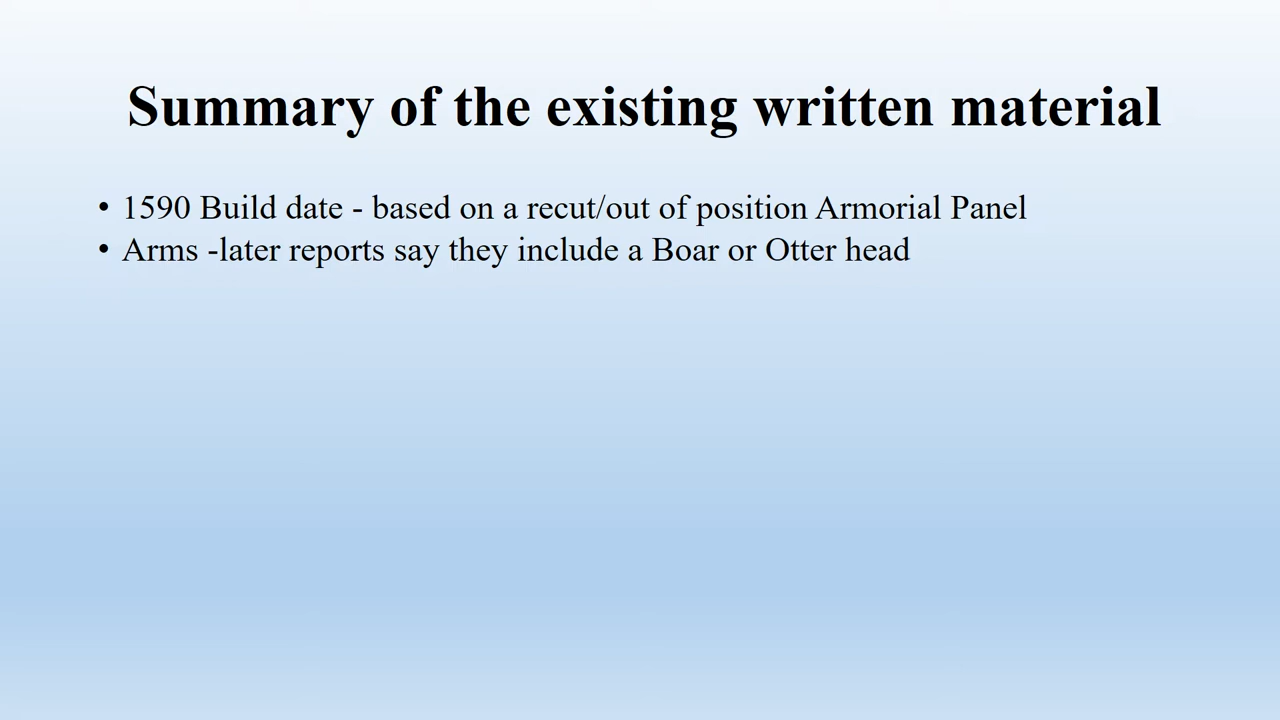 Summary of the existing written material
• 1590 Build date - based on a recut/out of position Armorial Panel
• Arms -later reports say they include a Boar or Otter head